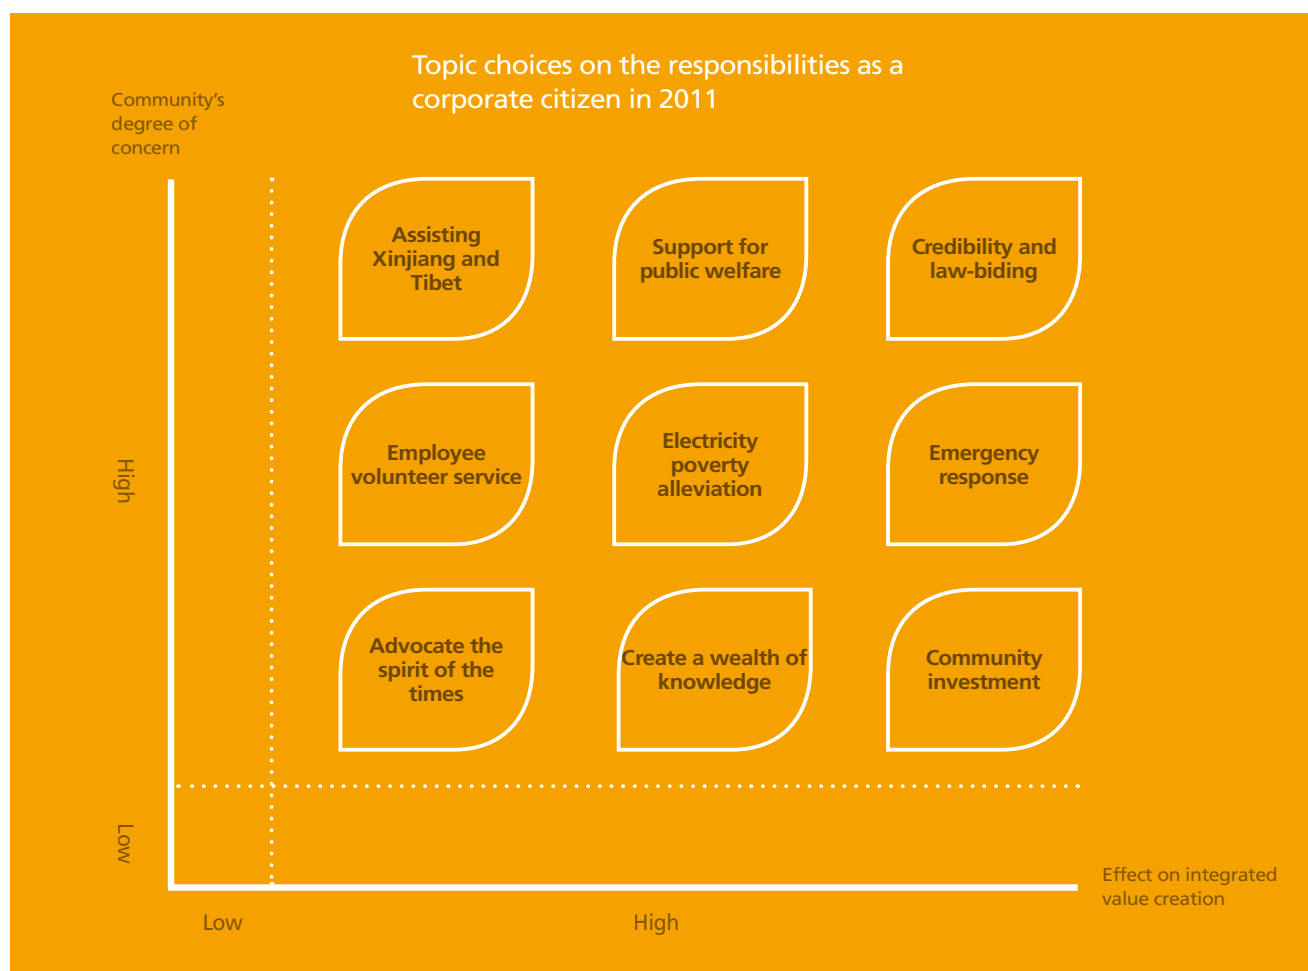 Topic choices on the responsibilities as a
corporate citizen in 2011
Community's
degree of
concern
Assisting
Xinjiang and
Tibet
Support for
public welfare
Credibility and
law-biding
High
Employee
volunteer service
Electricity
poverty
alleviation
Emergency
response
Advocate the
spirit of the
times
Create a wealth of
knowledge
Community
investment
Low
Effect on integrated
value creation
Low
High